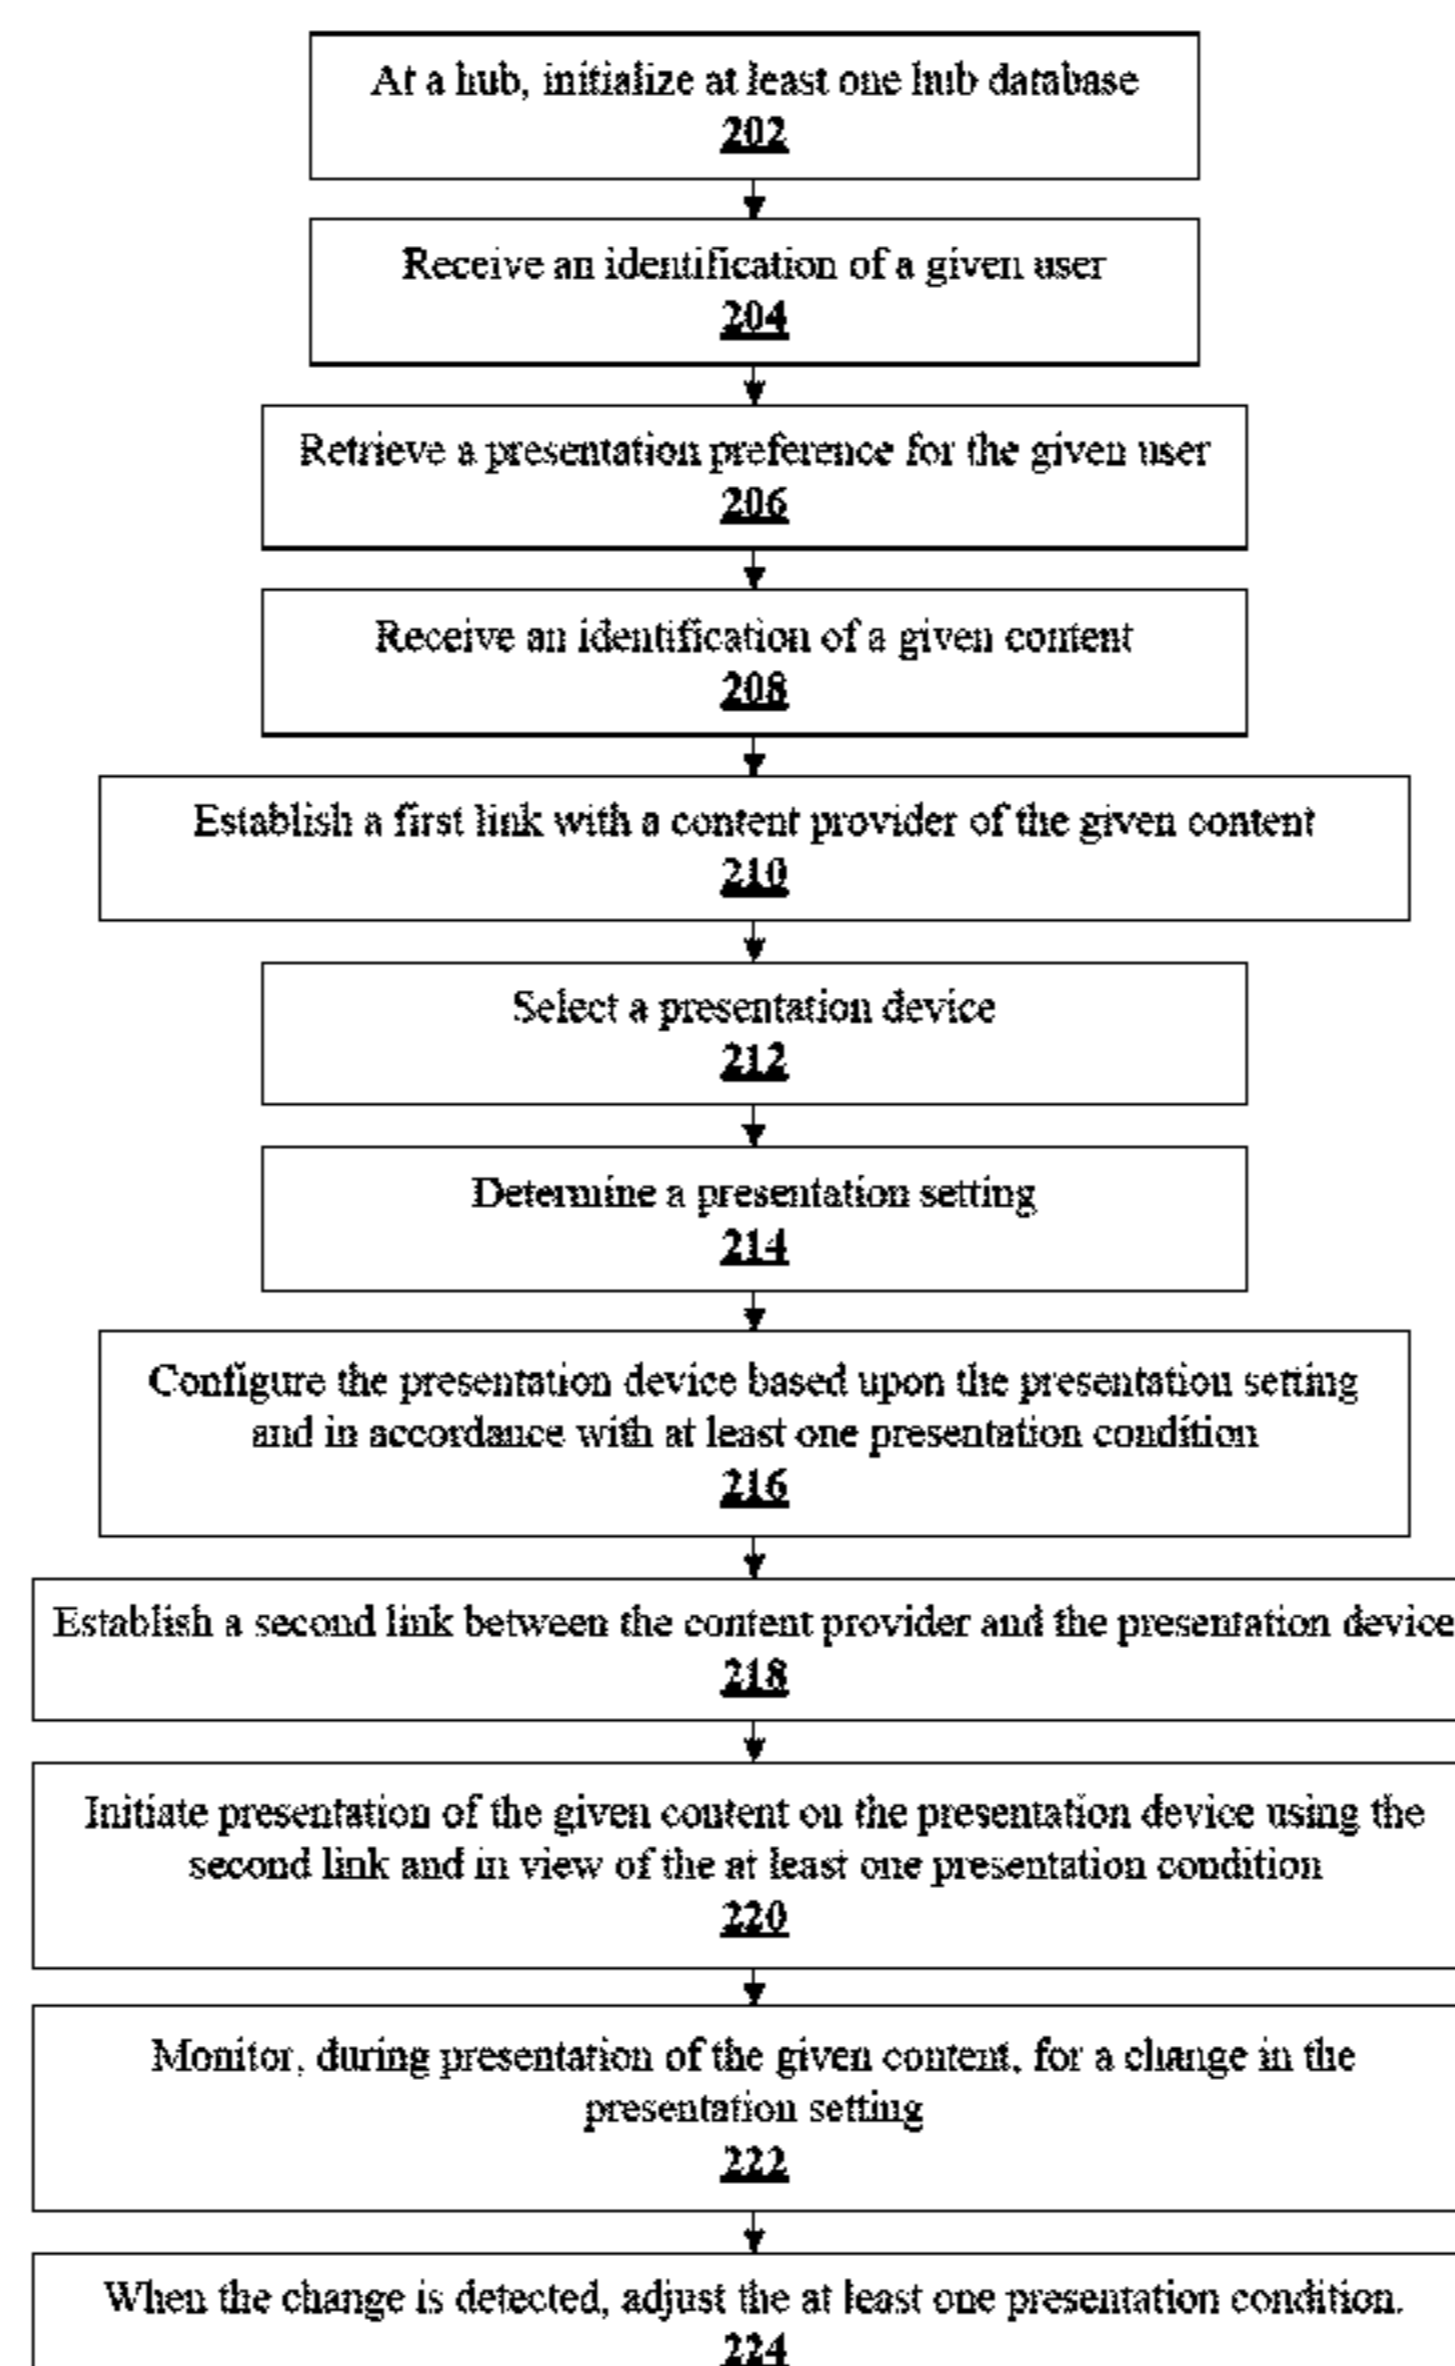 At a hub, initialize at least one hub database
202
Receive an identification of a given user
204
Retrieve a presentation preference for the given user
206
Receive an identification of a given content
208
Establish a first link with a content provider of the given content
210
Select a presentation device
212
Determine a presentation setting
214
Configure the presentation device based upon the presentation setting
and in accordance with at least one presentation condition
216
Establish a second link between the content provider and the presentation device
218
Initiate presentation of the given content on the presentation device using the
second link and in view of the at least one presentation condition
220
Monitor, during presentation of the given content, for a change in the
presentation setting
222
When the change is detected, adjust the at least one presentation condition.
224